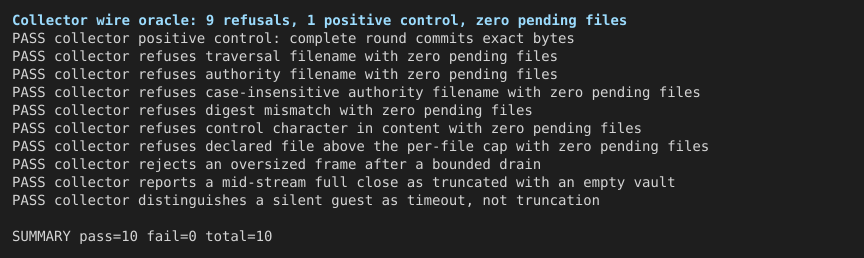 Collector wire oracle: 9 refusals, 1 positive control, zero pending files
PASS collector positive control: complete round commits exact bytes
PASS collector refuses traversal filename with zero pending files
PASS collector refuses authority filename with zero pending files
PASS collector refuses case-insensitive authority filename with zero pending files
PASS collector refuses digest mismatch with zero pending files
PASS collector refuses control character in content with zero pending files
PASS collector refuses declared file above the per-file cap with zero pending files
PASS collector rejects an oversized frame after a bounded drain
PASS collector reports a mid-stream full close as truncated with an empty vault
PASS collector distinguishes a silent guest as timeout, not truncation
SUMMARY pass=10 fail=0 total=10